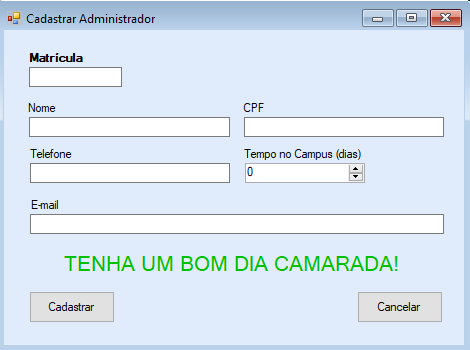 Cadastrar Administrador
Matrícula
Nome CPF
Telefone Tempo no Campus (dias)
0
E-mail
TENHA UM BOM DIA CAMARADA!
Cadastrar Cancelar